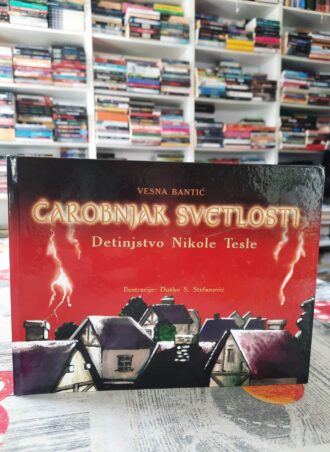 VESNA BANTIĆ
ČAROBNJAK SVETLOSTI
Detinjstvo Nikole Tesle
Ilustracije: Duško S. Stefanović